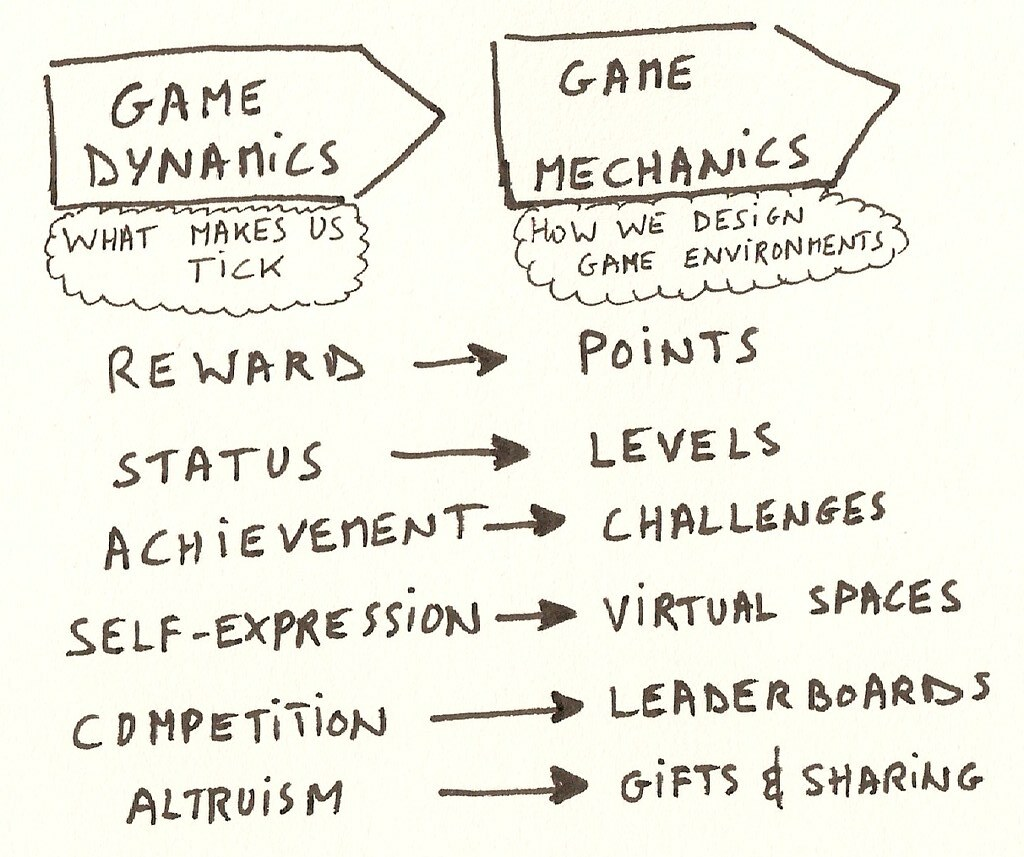 GAME
DYNAMiCS
WHAT MAKES US
TiCK
GAME
MECHANiCS
HOW WE DESIGN
GAME ENViRONMENTS
REWARD → POiNTS
STATUS → LEVELS
ACHiEVEMENT → CHALLENGES
SELF-EXPRESSiON → ViRTUAL SPACES
COMPETiTiON → LEADERBOARDS
ALTRUiSM → GiFTS & SHARiNG